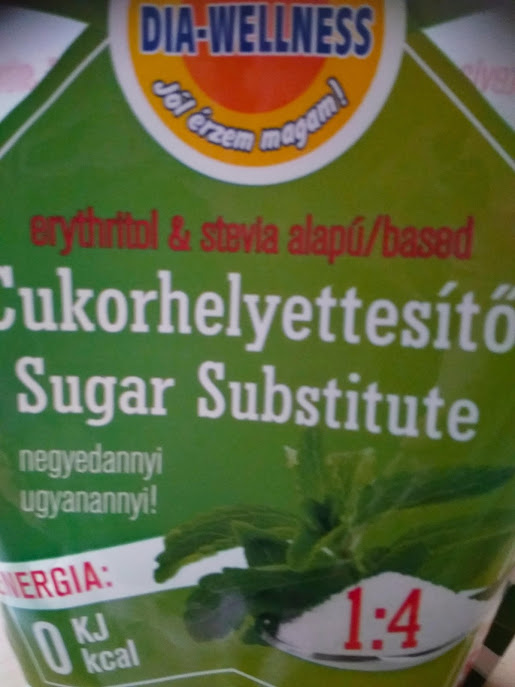 DIA-WELLNESS
Jól érzem magam!
erythritol & stevia alapú/based
Cukorhelyettesítő
Sugar Substitute
negyedannyi
ugyanannyi!
ENERGIA:
0 KJ
kcal
1:4